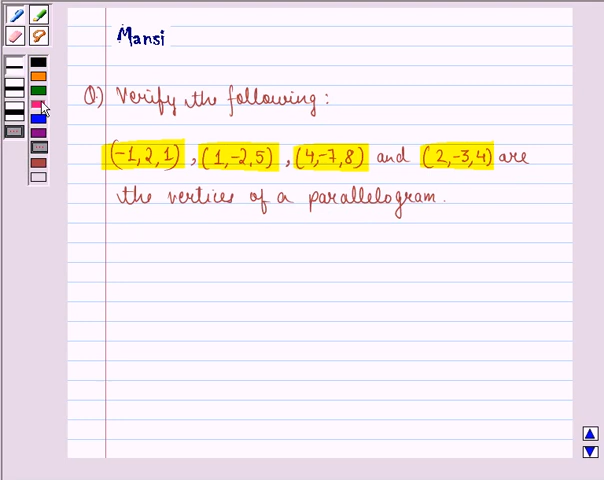 Mansi
Q) Verify the following :
(-1,2,1) , (1,-2,5) , (4,-7,8) and (2,-3,4) are
the vertices of a parallelogram.